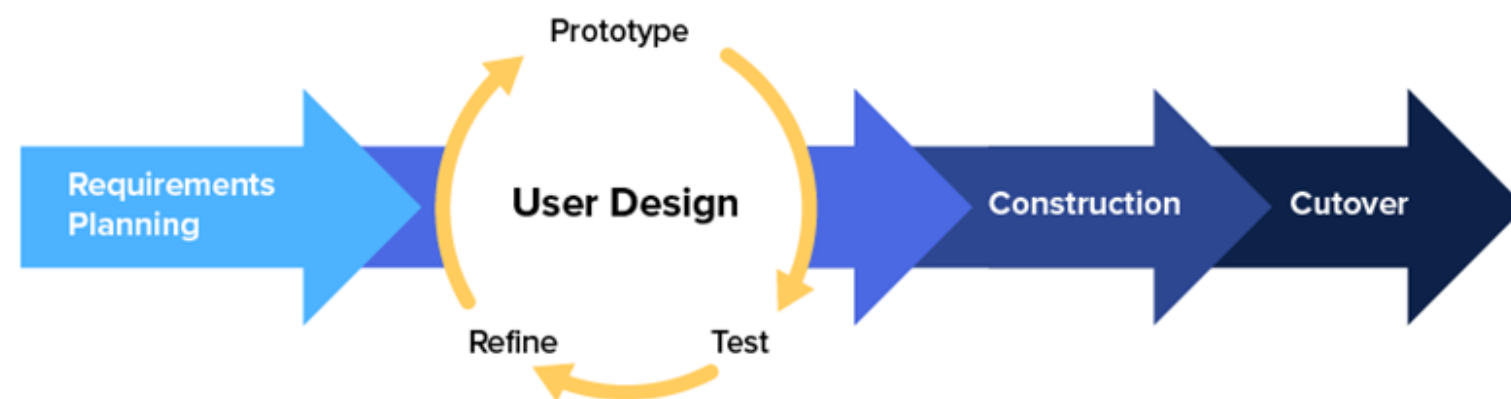 Prototype
Requirements
Planning
User Design
Construction
Cutover
Refine
Test